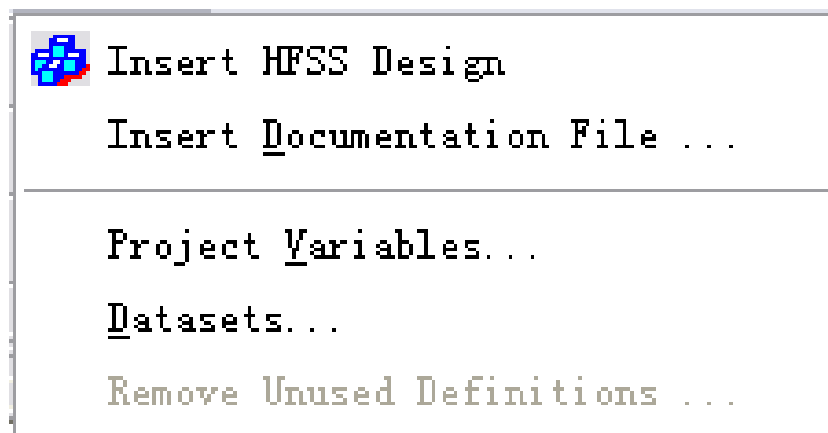 Insert HFSS Design
Insert Documentation File ...
Project Variables...
Datasets...
Remove Unused Definitions ...